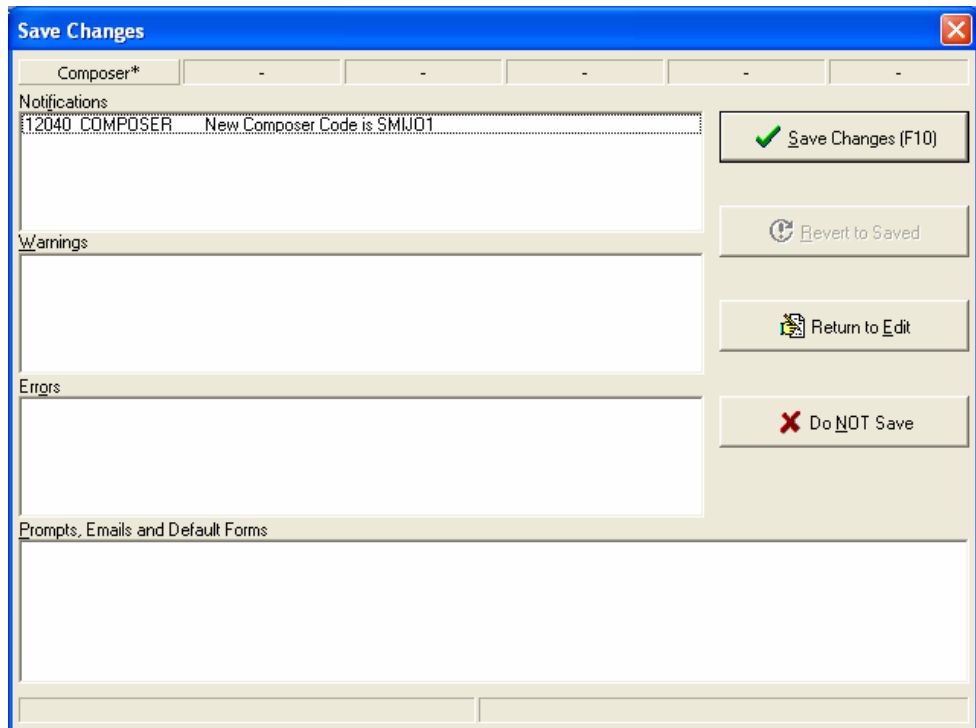 Save Changes
Composer* - - - - -
Notifications
12040 COMPOSER New Composer Code is SMIJO1
Save Changes (F10)
Revert to Saved
Warnings
Return to Edit
Errors
Do NOT Save
Prompts, Emails and Default Forms